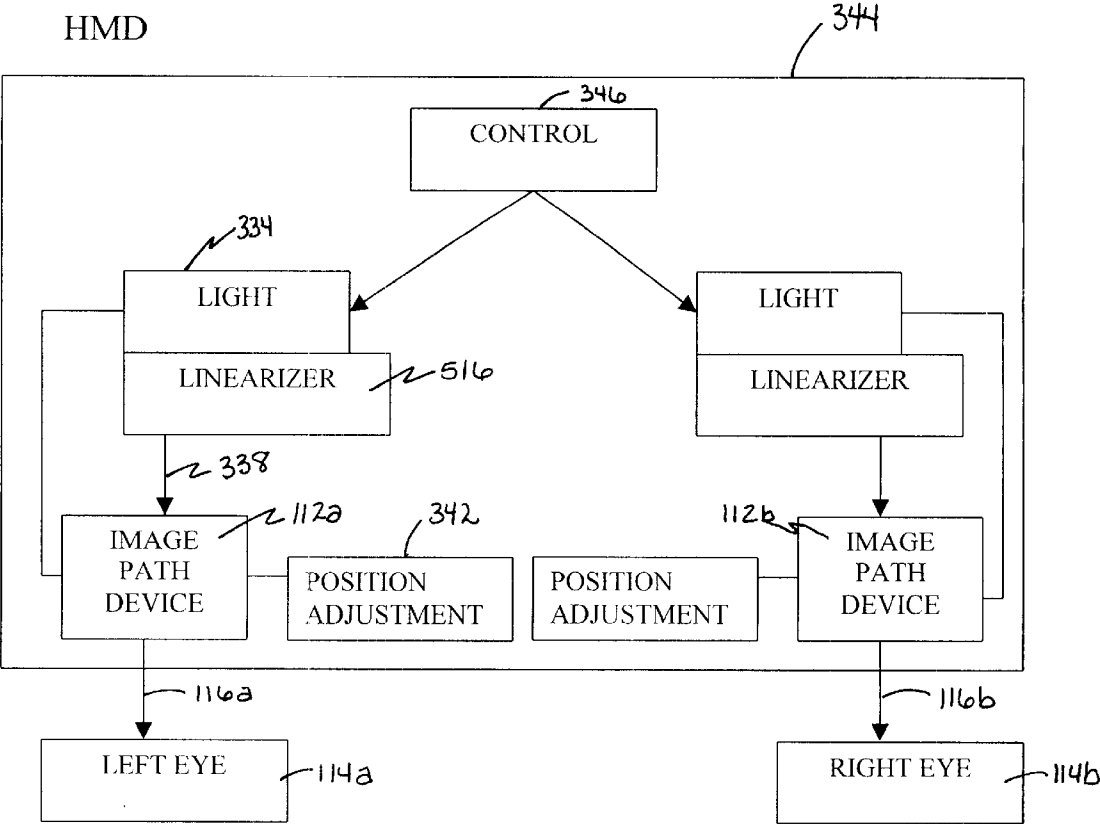 HMD
344
346
CONTROL
334
LIGHT
LIGHT
LINEARIZER
516
LINEARIZER
338
112a
342
112b
IMAGE
PATH
DEVICE
POSITION
ADJUSTMENT
POSITION
ADJUSTMENT
IMAGE
PATH
DEVICE
116a
116b
LEFT EYE
114a
RIGHT EYE
114b